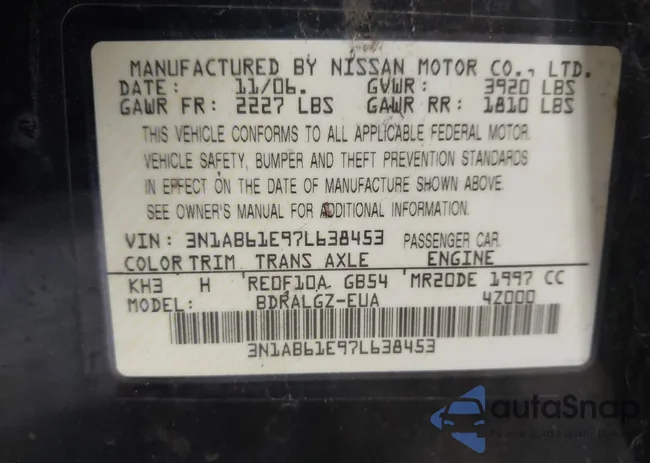 MANUFACTURED BY NISSAN MOTOR CO., LTD.
DATE: 11/06. GVWR: 3920 LBS
GAWR FR: 2227 LBS GAWR RR: 1810 LBS
THIS VEHICLE CONFORMS TO ALL APPLICABLE FEDERAL MOTOR
VEHICLE SAFETY, BUMPER AND THEFT PREVENTION STANDARDS
IN EFFECT ON THE DATE OF MANUFACTURE SHOWN ABOVE.
SEE OWNER'S MANUAL FOR ADDITIONAL INFORMATION.
VIN: 3N1AB61E97L638453 PASSENGER CAR
COLOR TRIM TRANS AXLE ENGINE
KH3 H RE0F10A GB54 MR20DE 1997 CC
MODEL: BDRALGZ-EUA 4Z000
3N1AB61E97L638453
autoSnap